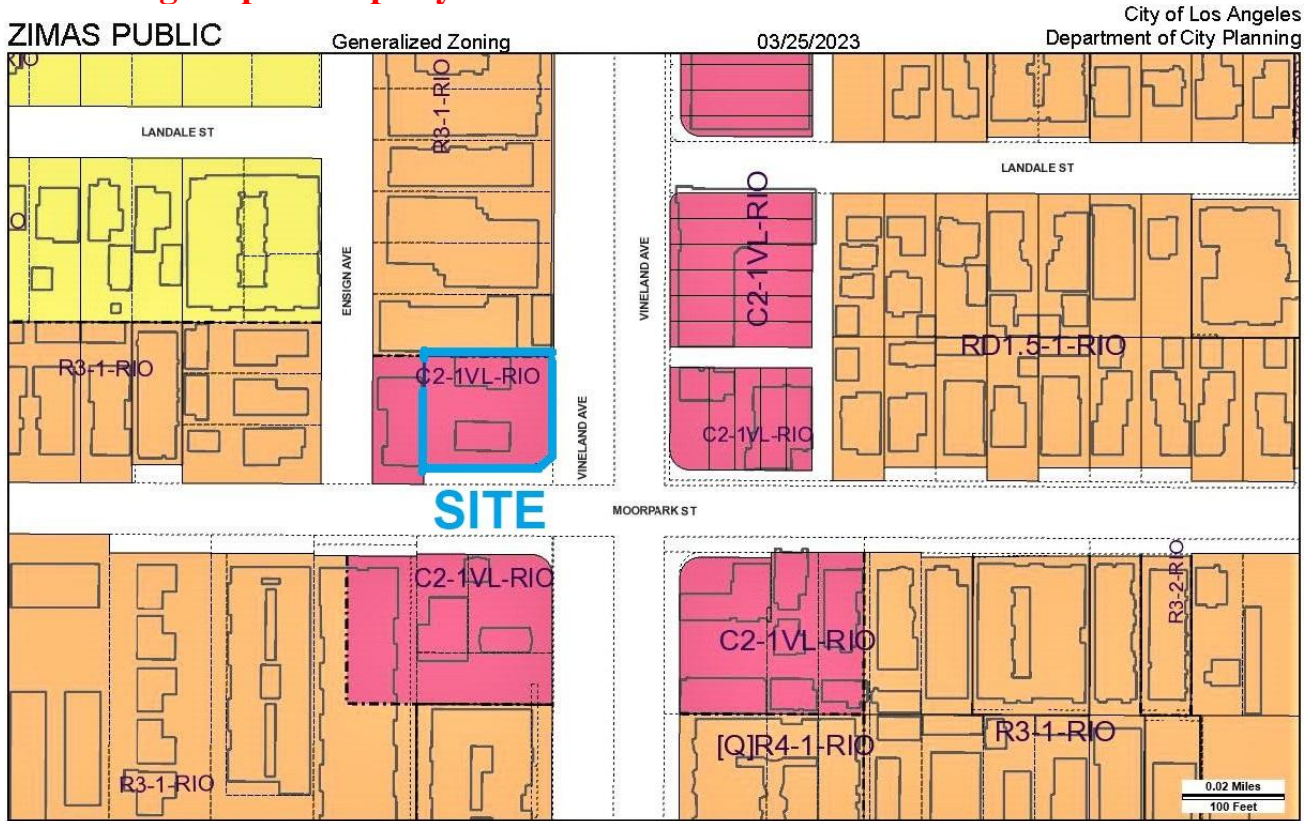 ZIMAS PUBLIC
Generalized Zoning
03/25/2023
City of Los Angeles
Department of City Planning
R3-1-RIO
LANDALE ST
LANDALE ST
C2-1VL-RIO
ENSIGN AVE
VINELAND AVE
R3-1-RIO
C2-1VL-RIO
RD1.5-1-RIO
VINELAND AVE
C2-1VL-RIO
SITE
MOORPARK ST
C2-1VL-RIO
R3-2-RIO
C2-1VL-RIO
[Q]R4-1-RIO
R3-1-RIO
R3-1-RIO
0.02 Miles
100 Feet